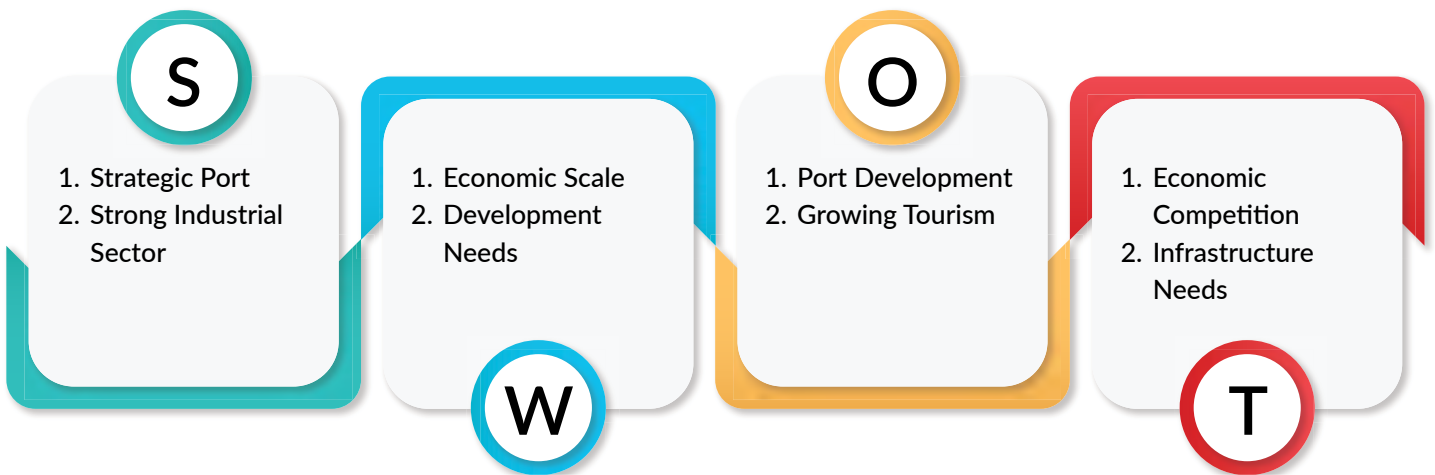 S
1. Strategic Port
2. Strong Industrial
Sector
W
1. Economic Scale
2. Development
Needs
O
1. Port Development
2. Growing Tourism
T
1. Economic
Competition
2. Infrastructure
Needs